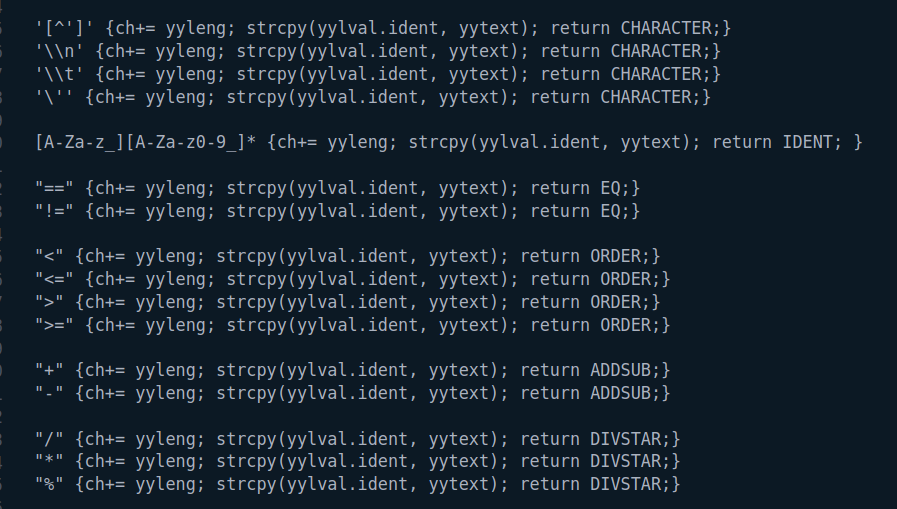 '[^']' {ch+= yyleng; strcpy(yylval.ident, yytext); return CHARACTER;}
'\\n' {ch+= yyleng; strcpy(yylval.ident, yytext); return CHARACTER;}
'\\t' {ch+= yyleng; strcpy(yylval.ident, yytext); return CHARACTER;}
'\'' {ch+= yyleng; strcpy(yylval.ident, yytext); return CHARACTER;}
[A-Za-z_][A-Za-z0-9_]* {ch+= yyleng; strcpy(yylval.ident, yytext); return IDENT; }
"==" {ch+= yyleng; strcpy(yylval.ident, yytext); return EQ;}
"!=" {ch+= yyleng; strcpy(yylval.ident, yytext); return EQ;}
"<" {ch+= yyleng; strcpy(yylval.ident, yytext); return ORDER;}
"<=" {ch+= yyleng; strcpy(yylval.ident, yytext); return ORDER;}
">" {ch+= yyleng; strcpy(yylval.ident, yytext); return ORDER;}
">=" {ch+= yyleng; strcpy(yylval.ident, yytext); return ORDER;}
"+" {ch+= yyleng; strcpy(yylval.ident, yytext); return ADDSUB;}
"-" {ch+= yyleng; strcpy(yylval.ident, yytext); return ADDSUB;}
"/" {ch+= yyleng; strcpy(yylval.ident, yytext); return DIVSTAR;}
"*" {ch+= yyleng; strcpy(yylval.ident, yytext); return DIVSTAR;}
"%" {ch+= yyleng; strcpy(yylval.ident, yytext); return DIVSTAR;}